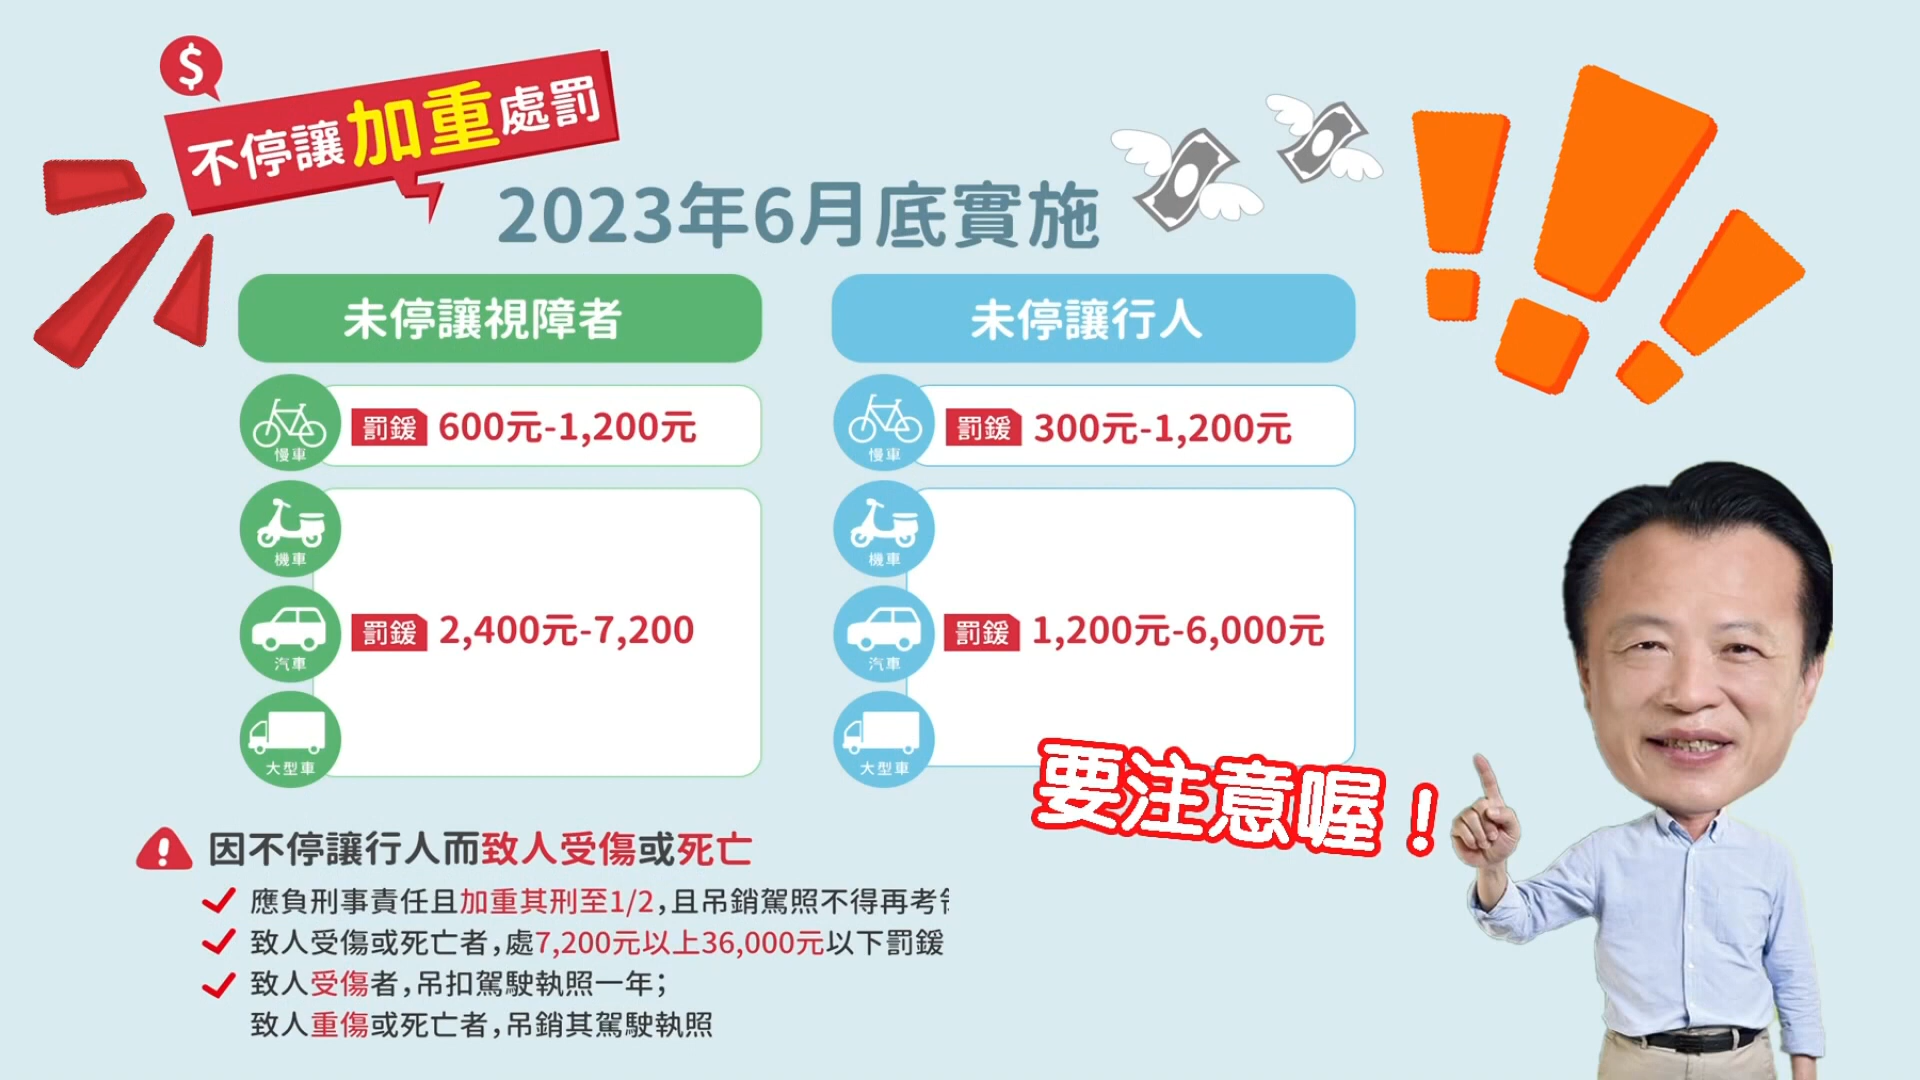 $
不停讓加重處罰
2023年6月底實施
未停讓視障者
慢車
罰鍰 600元-1,200元
機車
汽車
罰鍰 2,400元-7,200
大型車
未停讓行人
慢車
罰鍰 300元-1,200元
機車
汽車
罰鍰 1,200元-6,000元
大型車
要注意喔！
因不停讓行人而致人受傷或死亡
應負刑事責任且加重其刑至1/2，且吊銷駕照不得再考
致人受傷或死亡者，處7,200元以上36,000元以下罰鍰
致人受傷者，吊扣駕駛執照一年；
致人重傷或死亡者，吊銷其駕駛執照